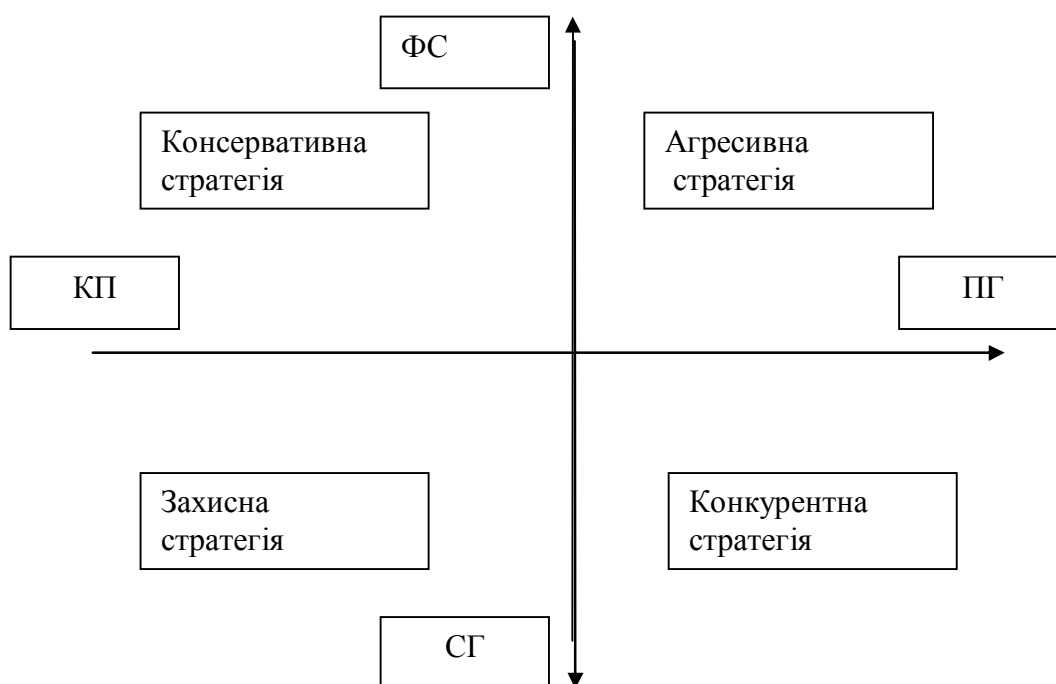 ФС
Консервативна
стратегія
Агресивна
стратегія
КП
ПГ
Захисна
стратегія
Конкурентна
стратегія
СГ